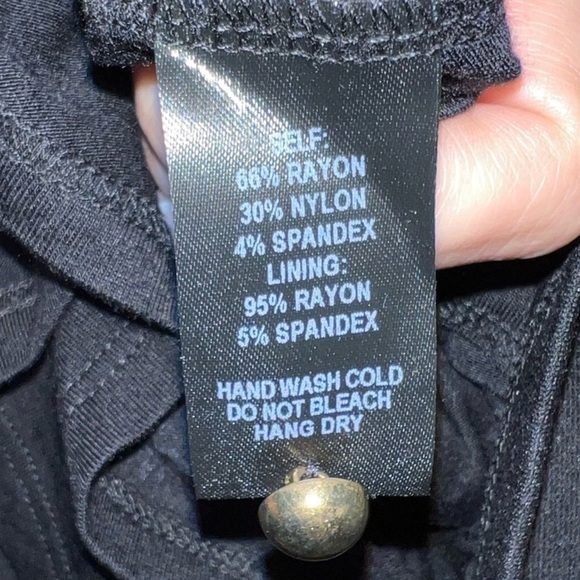 SELF:
66% RAYON
30% NYLON
4% SPANDEX
LINING:
95% RAYON
5% SPANDEX
HAND WASH COLD
DO NOT BLEACH
HANG DRY